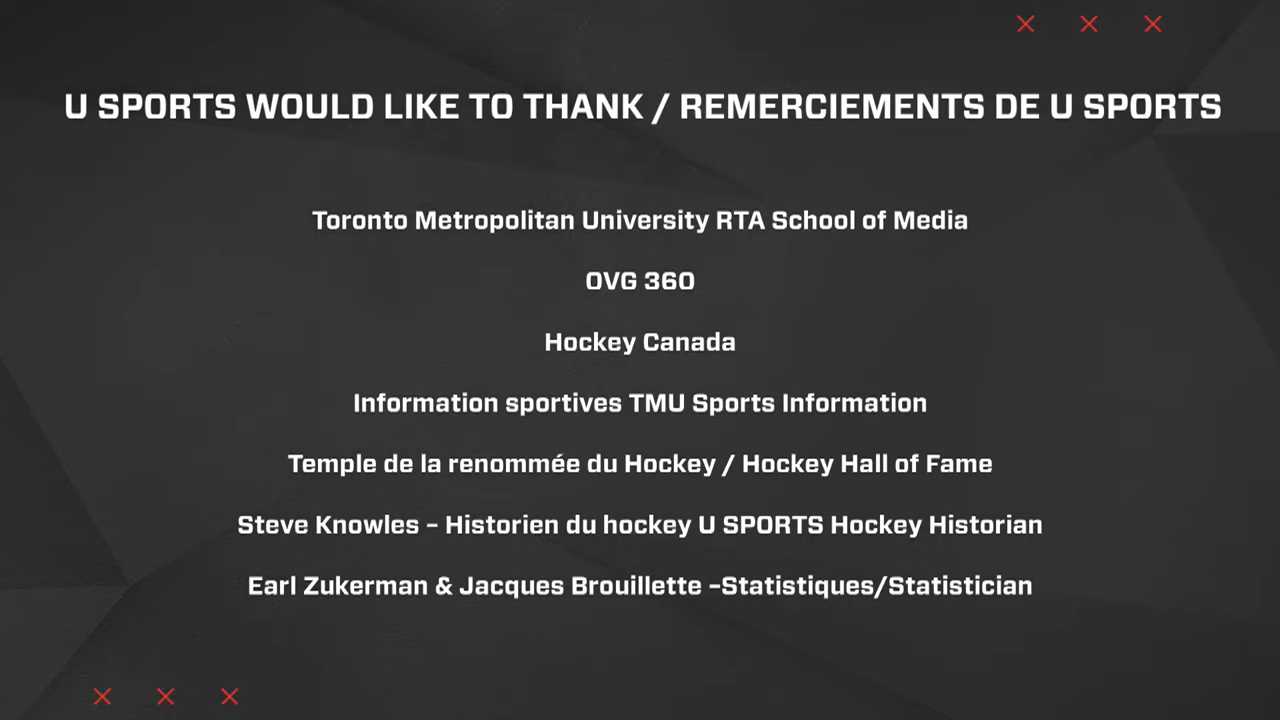 U SPORTS WOULD LIKE TO THANK / REMERCIEMENTS DE U SPORTS
Toronto Metropolitan University RTA School of Media
OVG 360
Hockey Canada
Information sportives TMU Sports Information
Temple de la renommée du Hockey / Hockey Hall of Fame
Steve Knowles – Historien du hockey U SPORTS Hockey Historian
Earl Zukerman & Jacques Brouillette –Statistiques/Statistician